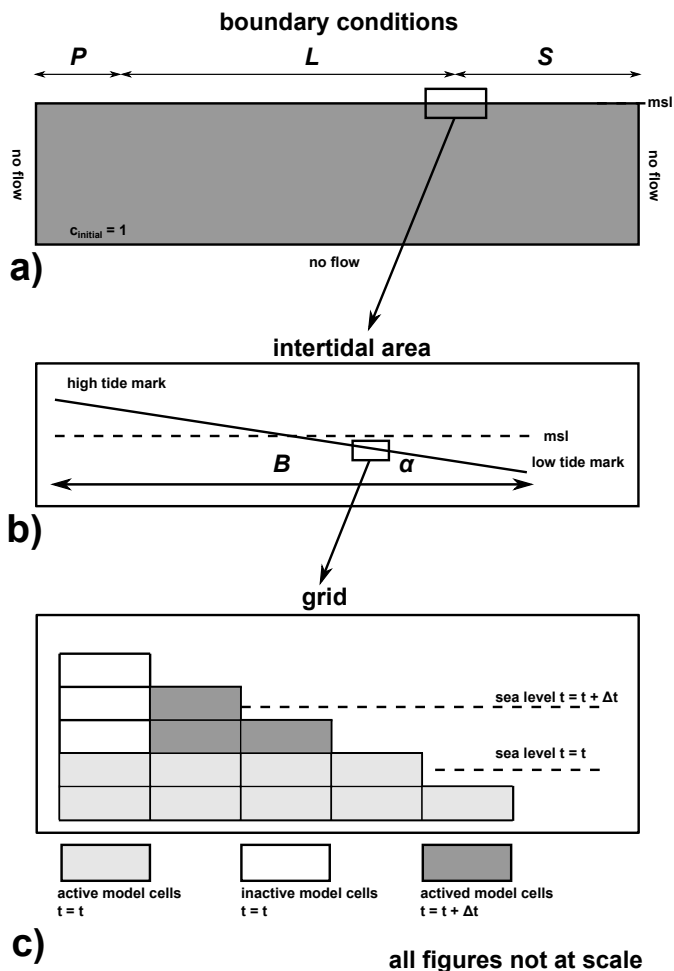 boundary conditions
P L S
msl
no flow
no flow
c_initial = 1
no flow
a)
intertidal area
high tide mark
msl
B α
low tide mark
b)
grid
sea level t = t + Δt
sea level t = t
active model cells
t = t
inactive model cells
t = t
actived model cells
t = t + Δt
c)
all figures not at scale